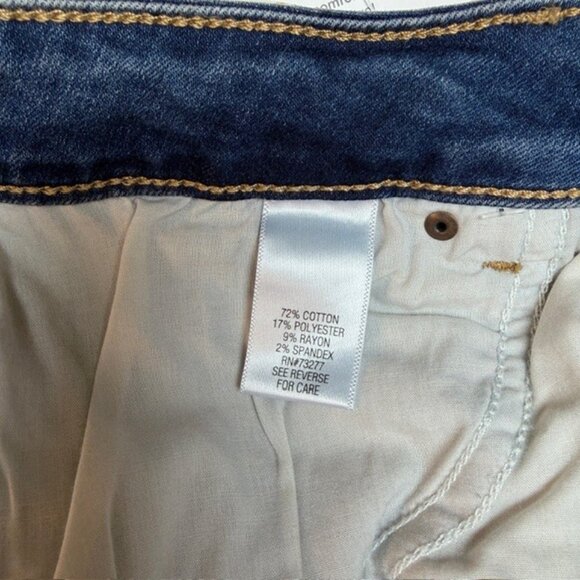 72% COTTON
17% POLYESTER
9% RAYON
2% SPANDEX
RN#73277
SEE REVERSE
FOR CARE